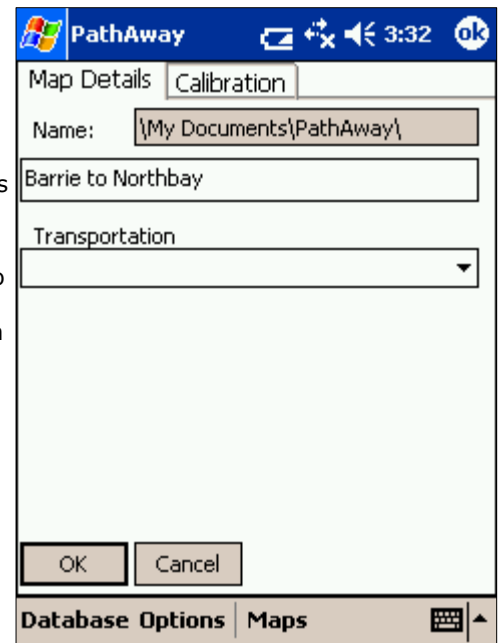 PathAway 3:32 ok
Map Details Calibration
Name: \My Documents\PathAway\
Barrie to Northbay
Transportation
OK Cancel
Database Options Maps